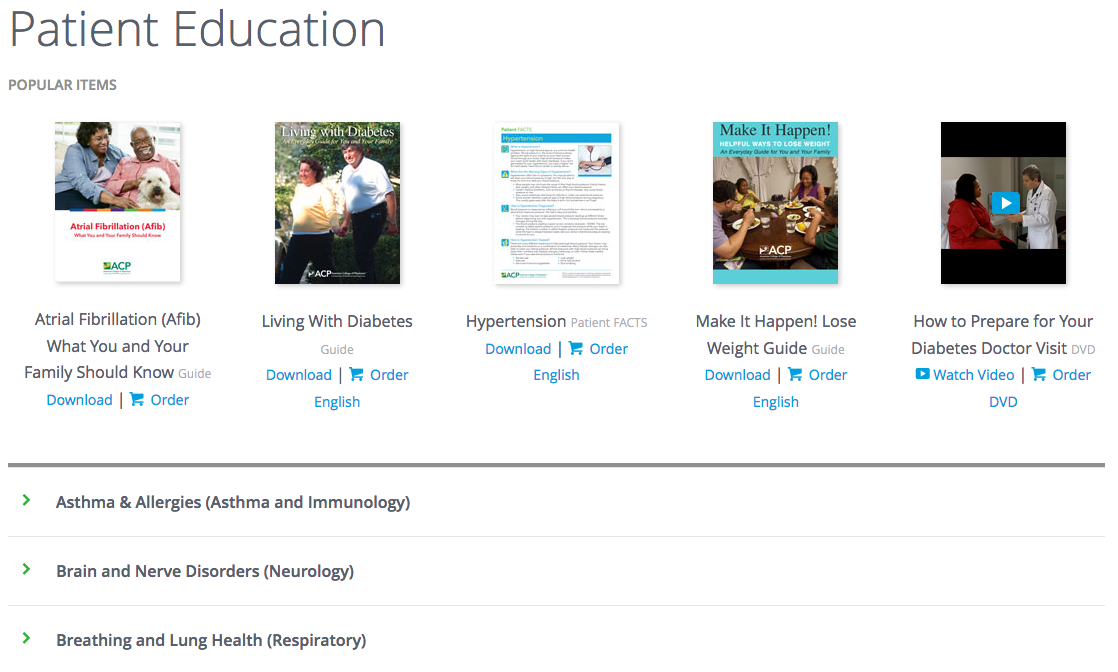 Patient Education
POPULAR ITEMS
Atrial Fibrillation (Afib)
What You and Your Family Should Know
ACP
Living with Diabetes
An Everyday Guide for You and Your Family
ACP
Patient FACTS
Hypertension
ACP
Make It Happen!
HELPFUL WAYS TO LOSE WEIGHT
An Everyday Guide for You and Your Family
ACP
Atrial Fibrillation (Afib)
What You and Your
Family Should Know Guide
Download | Order
Living With Diabetes
Guide
Download | Order
English
Hypertension Patient FACTS
Download | Order
English
Make It Happen! Lose
Weight Guide Guide
Download | Order
English
How to Prepare for Your
Diabetes Doctor Visit DVD
Watch Video | Order
DVD
Asthma & Allergies (Asthma and Immunology)
Brain and Nerve Disorders (Neurology)
Breathing and Lung Health (Respiratory)